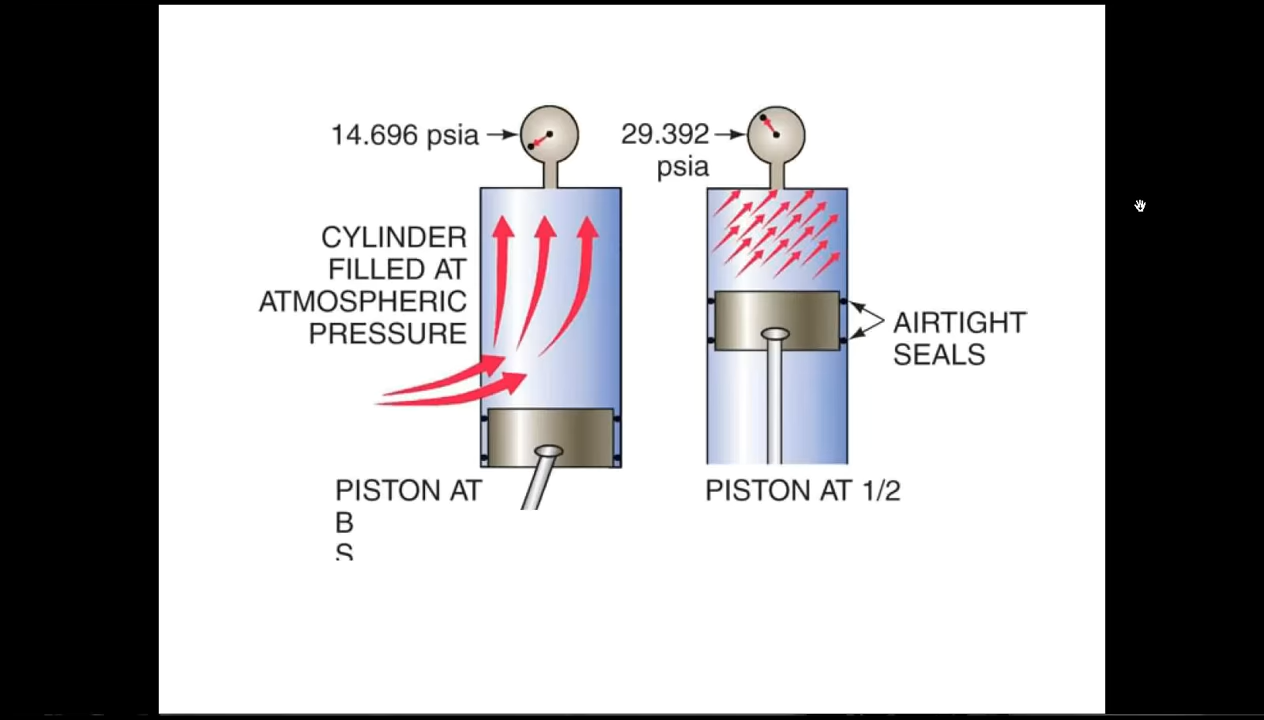 14.696 psia
29.392
psia
CYLINDER
FILLED AT
ATMOSPHERIC
PRESSURE
AIRTIGHT
SEALS
PISTON AT
B
S
PISTON AT 1/2